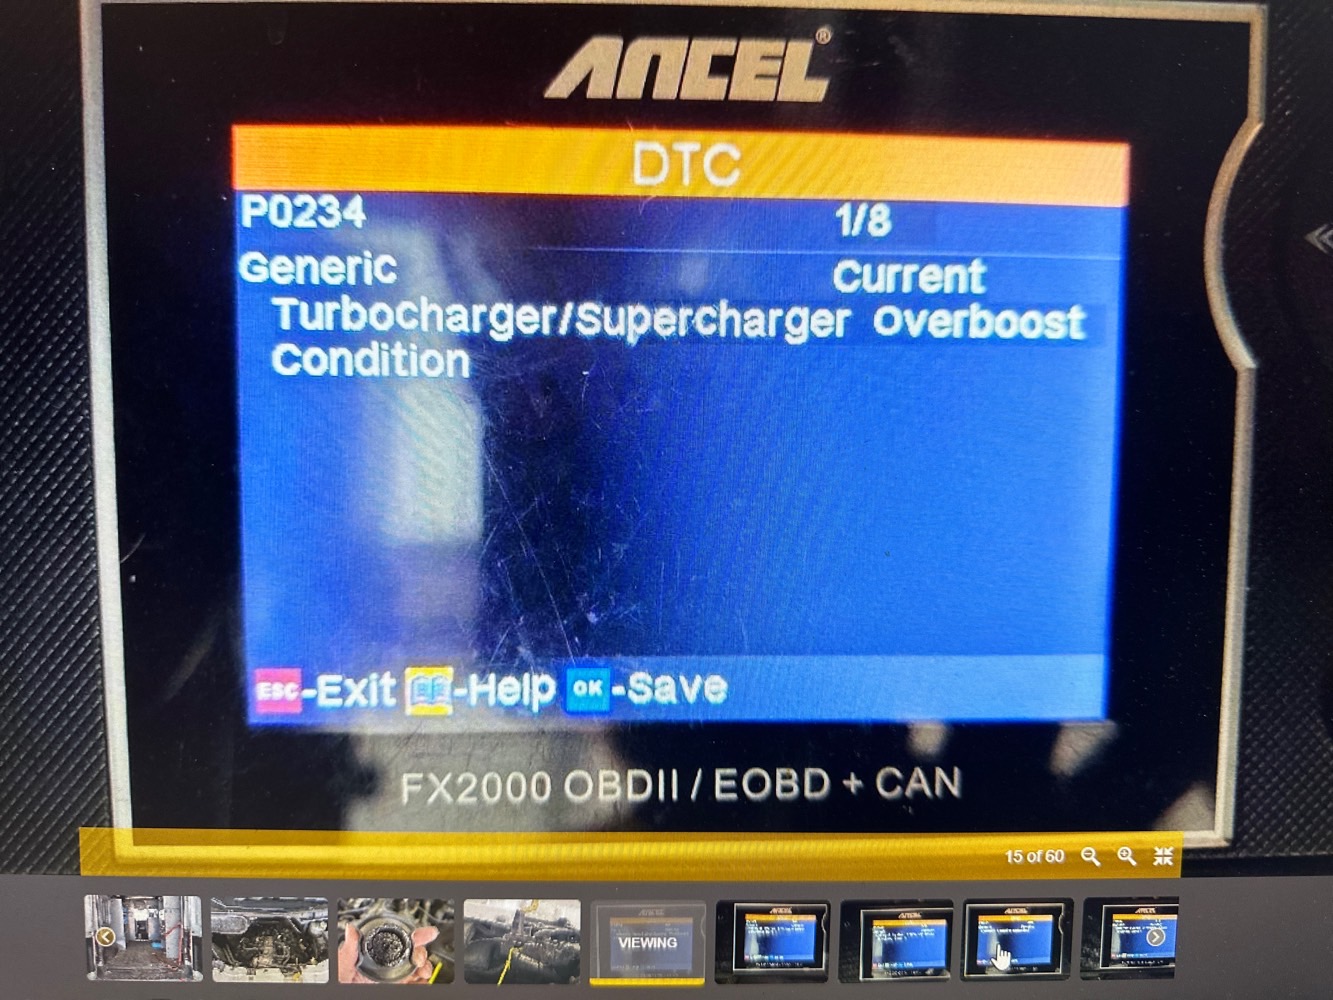 ANCEL®
DTC
P0234 1/8
Generic Current
Turbocharger/Supercharger Overboost
Condition
ESC-Exit -Help OK-Save
FX2000 OBDII / EOBD + CAN
15 of 60
VIEWING